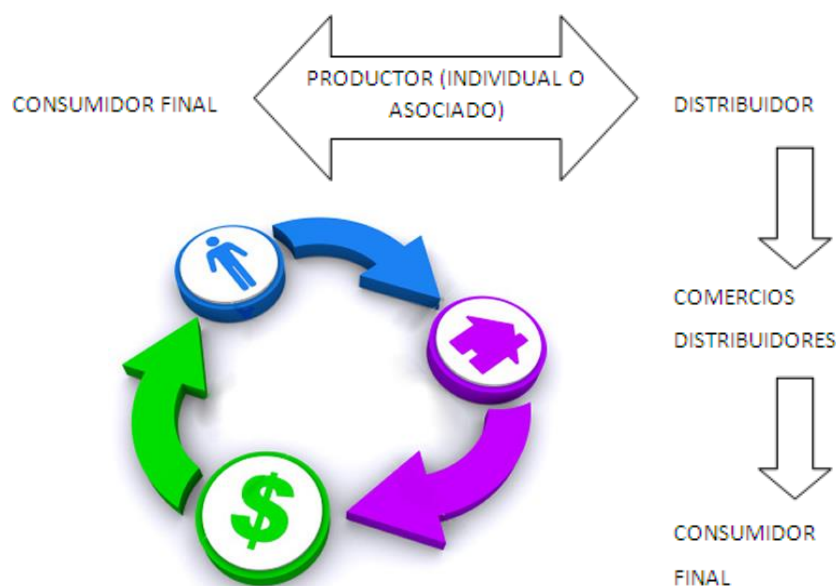 PRODUCTOR (INDIVIDUAL O
ASOCIADO)
CONSUMIDOR FINAL
DISTRIBUIDOR
COMERCIOS
DISTRIBUIDORES
$
CONSUMIDOR
FINAL